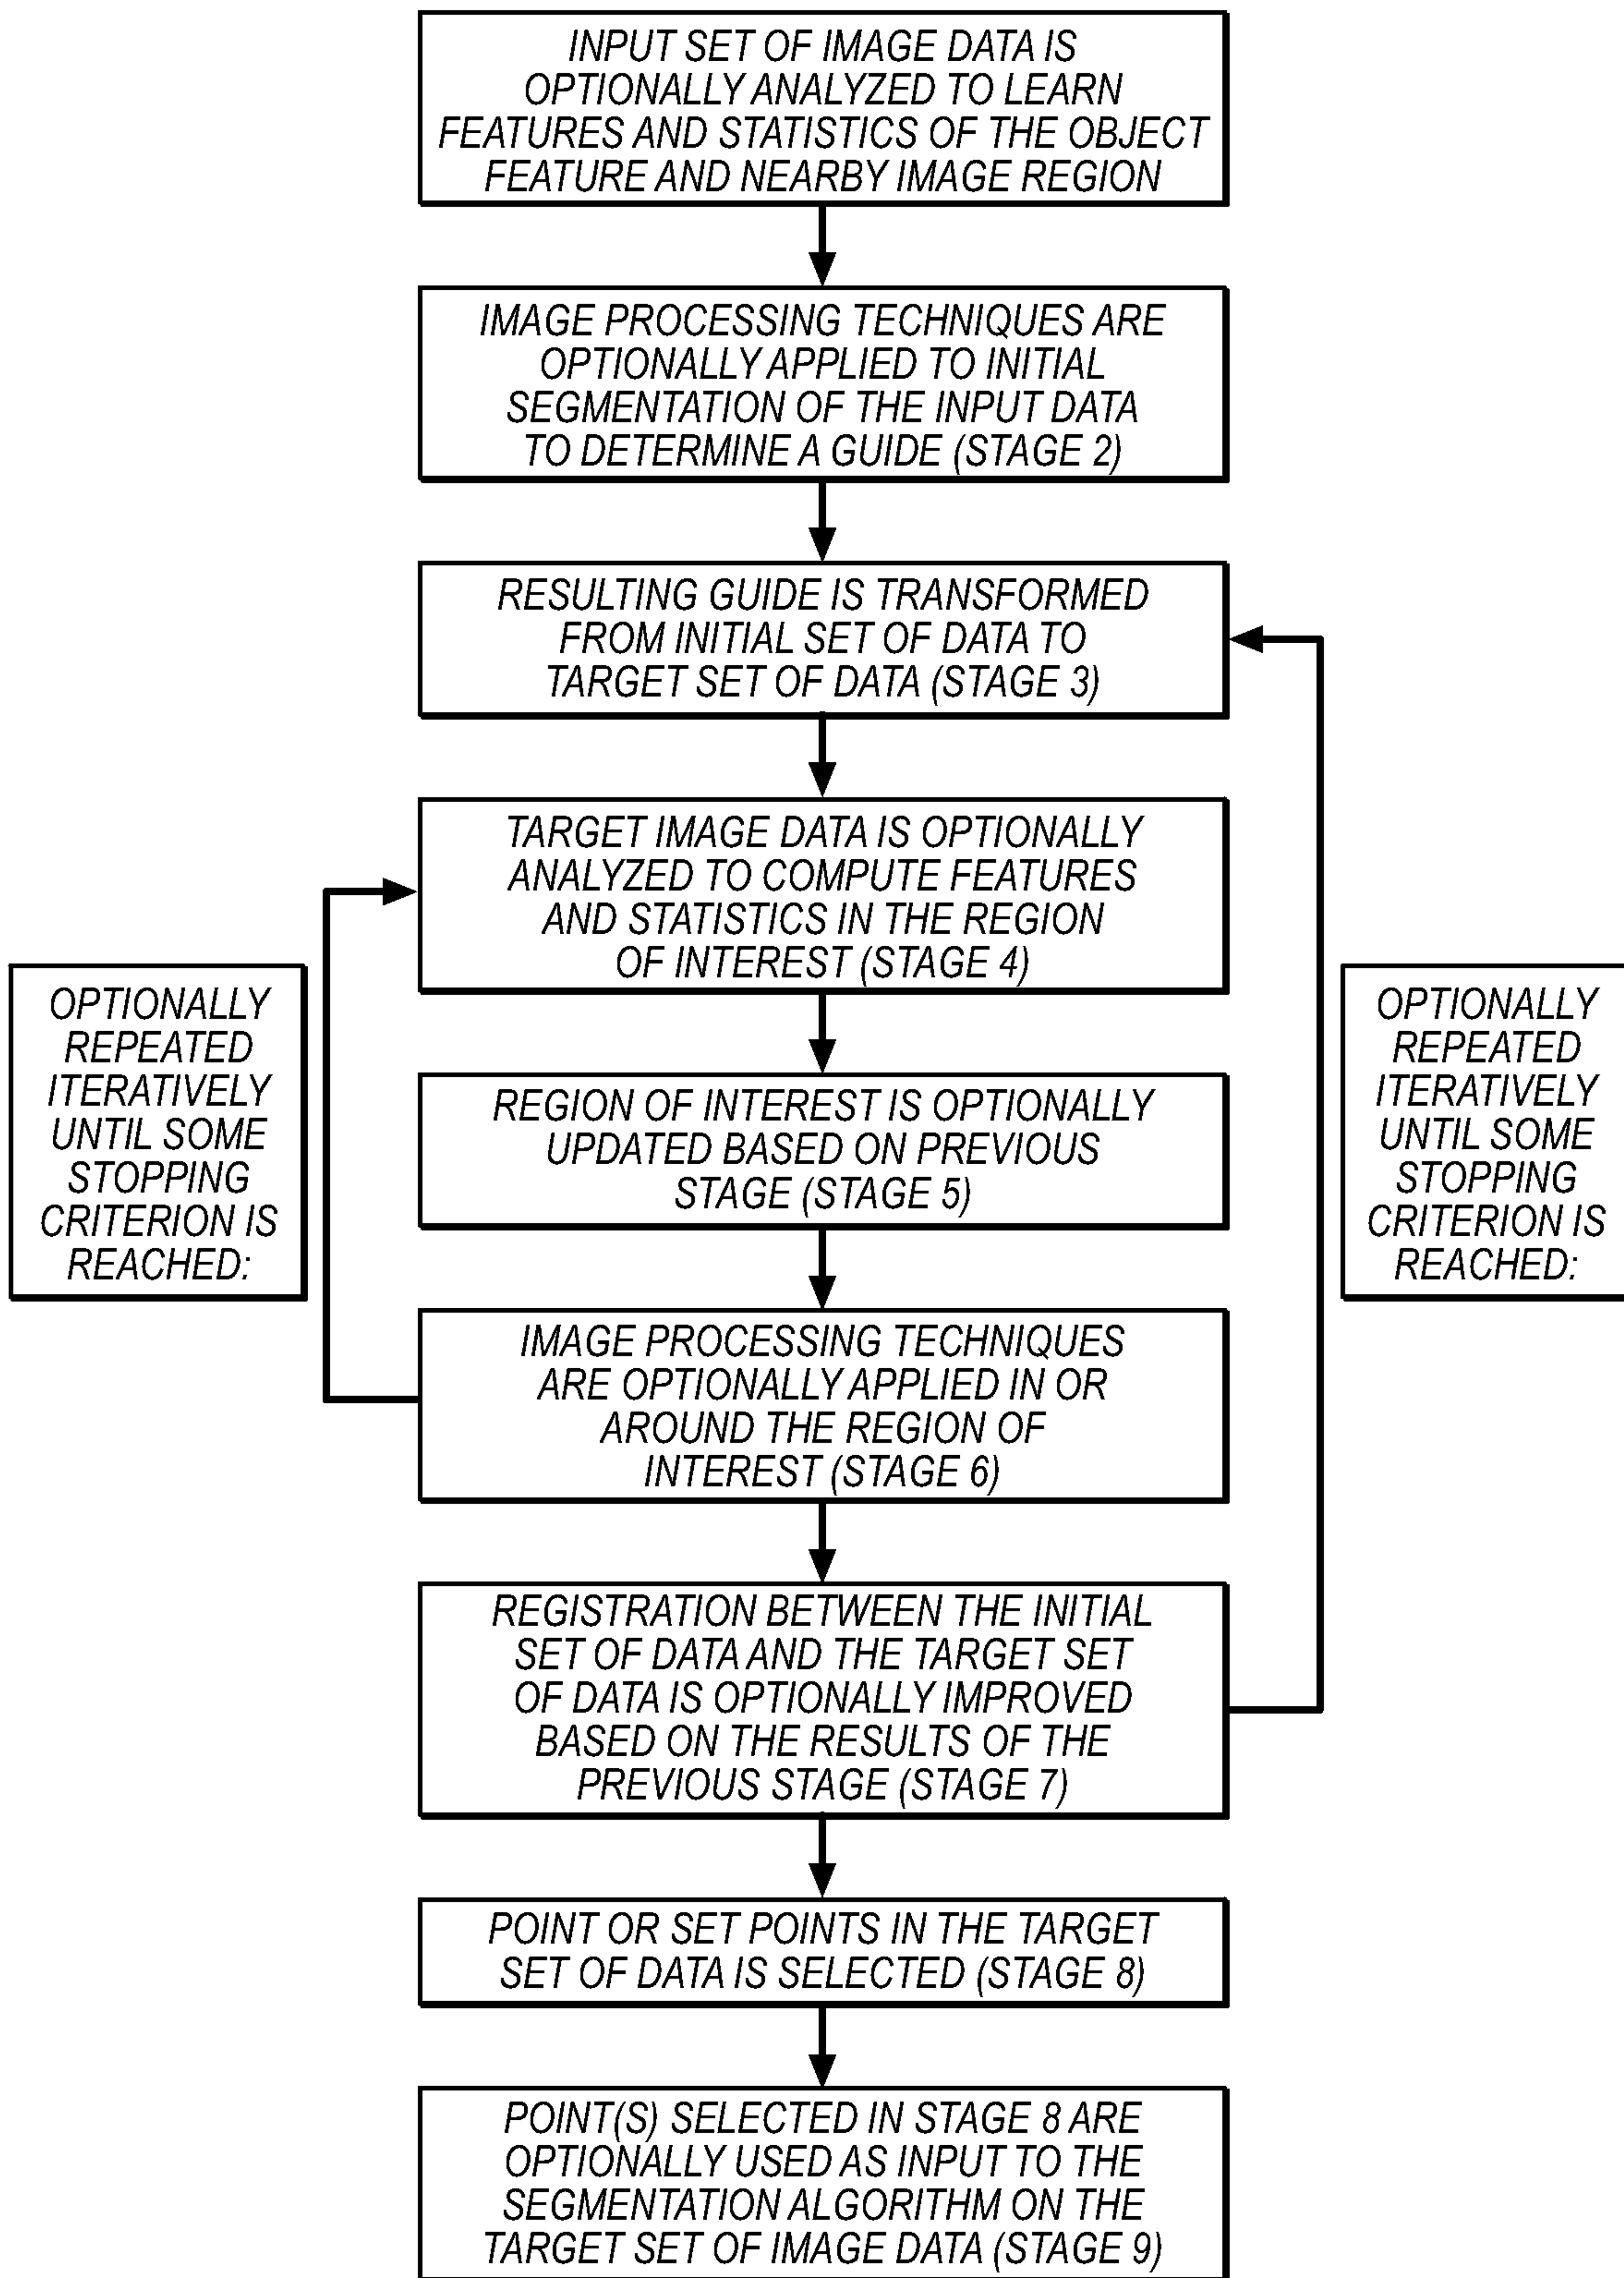 INPUT SET OF IMAGE DATA IS
OPTIONALLY ANALYZED TO LEARN
FEATURES AND STATISTICS OF THE OBJECT
FEATURE AND NEARBY IMAGE REGION
IMAGE PROCESSING TECHNIQUES ARE
OPTIONALLY APPLIED TO INITIAL
SEGMENTATION OF THE INPUT DATA
TO DETERMINE A GUIDE (STAGE 2)
RESULTING GUIDE IS TRANSFORMED
FROM INITIAL SET OF DATA TO
TARGET SET OF DATA (STAGE 3)
TARGET IMAGE DATA IS OPTIONALLY
ANALYZED TO COMPUTE FEATURES
AND STATISTICS IN THE REGION
OF INTEREST (STAGE 4)
OPTIONALLY
REPEATED
ITERATIVELY
UNTIL SOME
STOPPING
CRITERION IS
REACHED:
OPTIONALLY
REPEATED
ITERATIVELY
UNTIL SOME
STOPPING
CRITERION IS
REACHED:
REGION OF INTEREST IS OPTIONALLY
UPDATED BASED ON PREVIOUS
STAGE (STAGE 5)
IMAGE PROCESSING TECHNIQUES
ARE OPTIONALLY APPLIED IN OR
AROUND THE REGION OF
INTEREST (STAGE 6)
REGISTRATION BETWEEN THE INITIAL
SET OF DATA AND THE TARGET SET
OF DATA IS OPTIONALLY IMPROVED
BASED ON THE RESULTS OF THE
PREVIOUS STAGE (STAGE 7)
POINT OR SET POINTS IN THE TARGET
SET OF DATA IS SELECTED (STAGE 8)
POINT(S) SELECTED IN STAGE 8 ARE
OPTIONALLY USED AS INPUT TO THE
SEGMENTATION ALGORITHM ON THE
TARGET SET OF IMAGE DATA (STAGE 9)